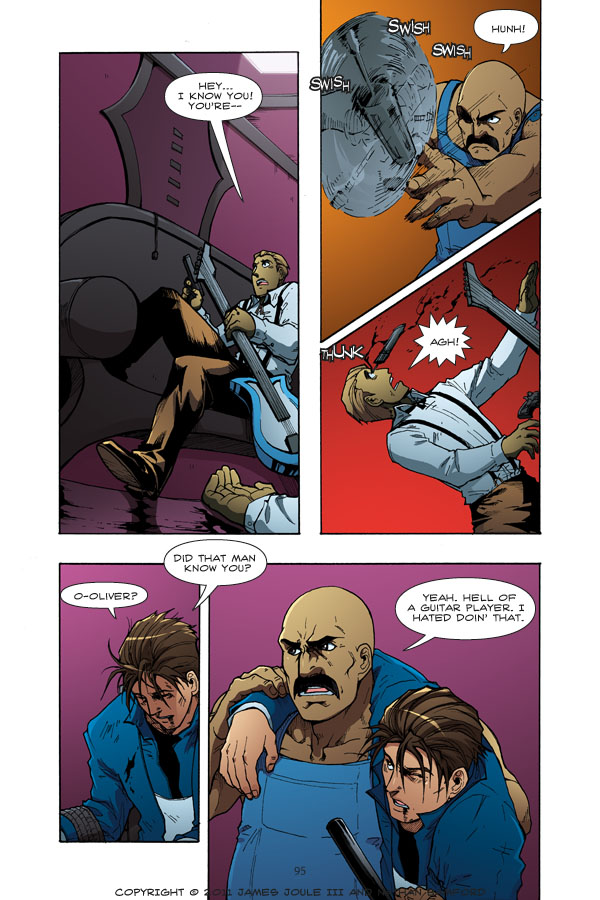 HEY...
I KNOW YOU!
YOU'RE--
SWISH
SWISH
SWISH
HUNH!
THUNK
AGH!
O-OLIVER?
DID THAT MAN
KNOW YOU?
YEAH. HELL OF
A GUITAR PLAYER. I
HATED DOIN' THAT.
95
COPYRIGHT © 2011 JAMES JOULE III AND